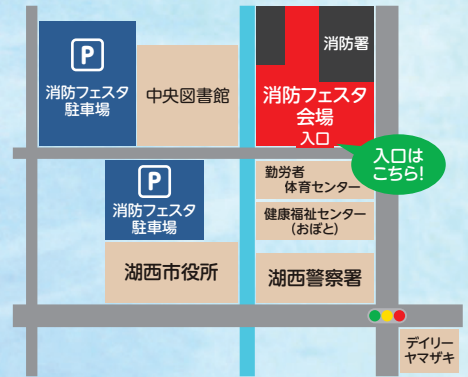 P
消防フェスタ
駐車場
中央図書館
消防署
消防フェスタ
会場
入口
入口は
こちら!
P
消防フェスタ
駐車場
勤労者
体育センター
健康福祉センター
(おぼと)
湖西市役所
湖西警察署
デイリー
ヤマザキ